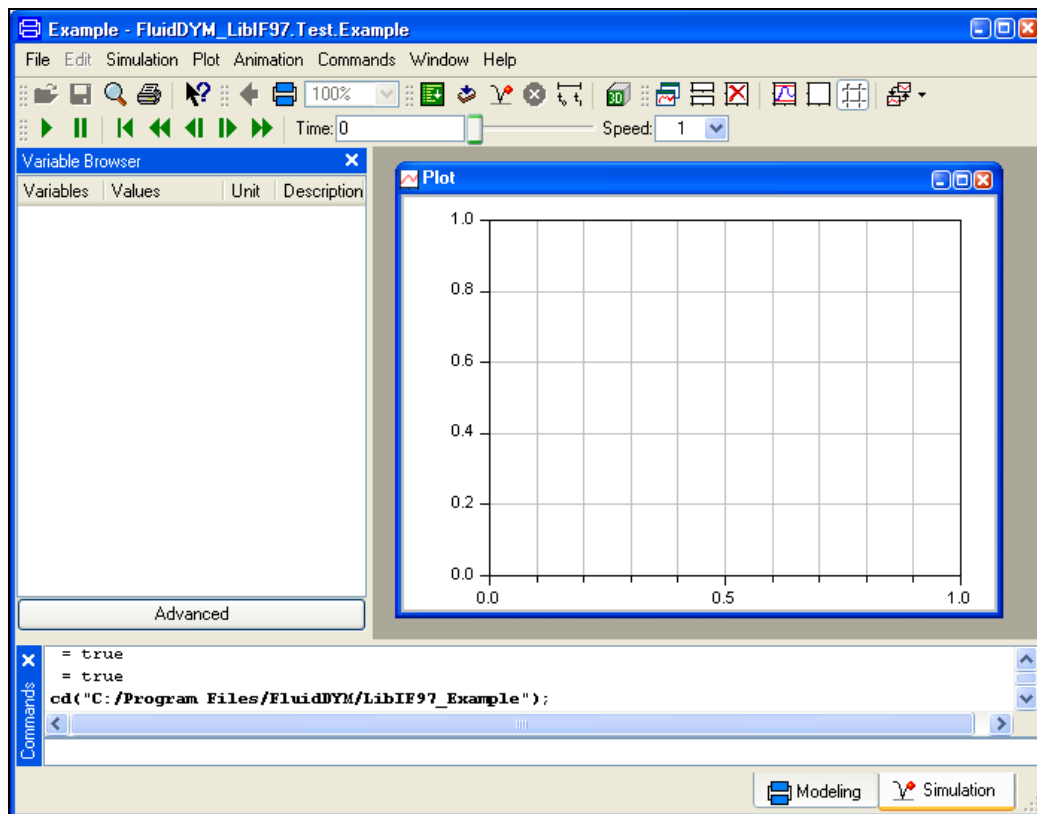 Example - FluidDYM_LibIF97.Test.Example
File Edit Simulation Plot Animation Commands Window Help
100%
3D
Time: 0 Speed: 1
Variable Browser
Variables Values Unit Description
Plot
1.0
0.8
0.6
0.4
0.2
0.0
0.0 0.5 1.0
Advanced
Commands
= true
= true
cd("C:/Program Files/FluidDYM/LibIF97_Example");
Modeling Simulation